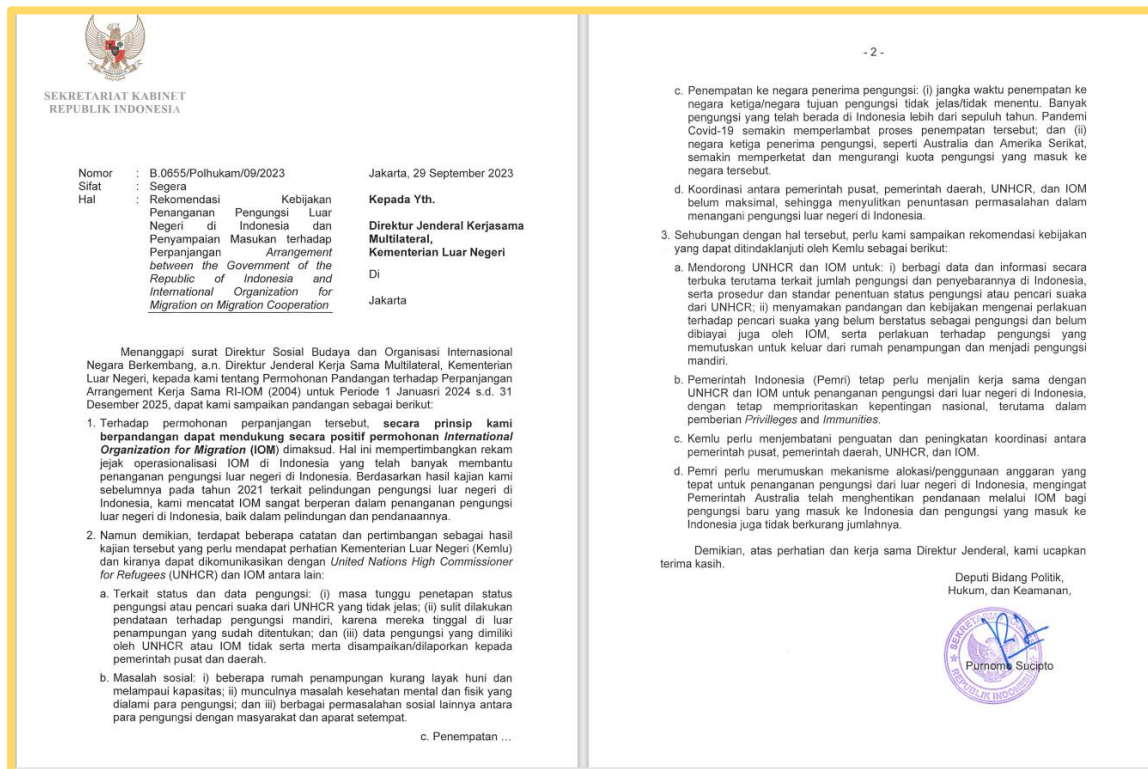 SEKRETARIAT KABINET
REPUBLIK INDONESIA
Nomor : B.0655/Polhukam/09/2023 Jakarta, 29 September 2023
Sifat : Segera
Hal : Rekomendasi Kebijakan Kepada Yth.
Penanganan Pengungsi Luar
Negeri di Indonesia dan Direktur Jenderal Kerjasama
Penyampaian Masukan terhadap Multilateral,
Perpanjangan Arrangement Kementerian Luar Negeri
between the Government of the
Republic of Indonesia and Di
International Organization for
Migration on Migration Cooperation Jakarta
Menanggapi surat Direktur Sosial Budaya dan Organisasi Internasional
Negara Berkembang, a.n. Direktur Jenderal Kerja Sama Multilateral, Kementerian
Luar Negeri, kepada kami tentang Permohonan Pandangan terhadap Perpanjangan
Arrangement Kerja Sama RI-IOM (2004) untuk Periode 1 Januasri 2024 s.d. 31
Desember 2025, dapat kami sampaikan pandangan sebagai berikut:
1. Terhadap permohonan perpanjangan tersebut, secara prinsip kami
berpandangan dapat mendukung secara positif permohonan International
Organization for Migration (IOM) dimaksud. Hal ini mempertimbangkan rekam
jejak operasionalisasi IOM di Indonesia yang telah banyak membantu
penanganan pengungsi luar negeri di Indonesia. Berdasarkan hasil kajian kami
sebelumnya pada tahun 2021 terkait pelindungan pengungsi luar negeri di
Indonesia, kami mencatat IOM sangat berperan dalam penanganan pengungsi
luar negeri di Indonesia, baik dalam pelindungan dan pendanaannya.
2. Namun demikian, terdapat beberapa catatan dan pertimbangan sebagai hasil
kajian tersebut yang perlu mendapat perhatian Kementerian Luar Negeri (Kemlu)
dan kiranya dapat dikomunikasikan dengan United Nations High Commissioner
for Refugees (UNHCR) dan IOM antara lain:
a. Terkait status dan data pengungsi: (i) masa tunggu penetapan status
pengungsi atau pencari suaka dari UNHCR yang tidak jelas; (ii) sulit dilakukan
pendataan terhadap pengungsi mandiri, karena mereka tinggal di luar
penampungan yang sudah ditentukan; dan (iii) data pengungsi yang dimiliki
oleh UNHCR atau IOM tidak serta merta disampaikan/dilaporkan kepada
pemerintah pusat dan daerah.
b. Masalah sosial: i) beberapa rumah penampungan kurang layak huni dan
melampaui kapasitas; ii) munculnya masalah kesehatan mental dan fisik yang
dialami para pengungsi; dan iii) berbagai permasalahan sosial lainnya antara
para pengungsi dengan masyarakat dan aparat setempat.
c. Penempatan ...
- 2 -
c. Penempatan ke negara penerima pengungsi: (i) jangka waktu penempatan ke
negara ketiga/negara tujuan pengungsi tidak jelas/tidak menentu. Banyak
pengungsi yang telah berada di Indonesia lebih dari sepuluh tahun. Pandemi
Covid-19 semakin memperlambat proses penempatan tersebut; dan (ii)
negara ketiga penerima pengungsi, seperti Australia dan Amerika Serikat,
semakin memperketat dan mengurangi kuota pengungsi yang masuk ke
negara tersebut.
d. Koordinasi antara pemerintah pusat, pemerintah daerah, UNHCR, dan IOM
belum maksimal, sehingga menyulitkan penuntasan permasalahan dalam
menangani pengungsi luar negeri di Indonesia.
3. Sehubungan dengan hal tersebut, perlu kami sampaikan rekomendasi kebijakan
yang dapat ditindaklanjuti oleh Kemlu sebagai berikut:
a. Mendorong UNHCR dan IOM untuk: i) berbagi data dan informasi secara
terbuka terutama terkait jumlah pengungsi dan penyebarannya di Indonesia,
serta prosedur dan standar penentuan status pengungsi atau pencari suaka
dari UNHCR; ii) menyamakan pandangan dan kebijakan mengenai perlakuan
terhadap pencari suaka yang belum berstatus sebagai pengungsi dan belum
dibiayai juga oleh IOM, serta perlakuan terhadap pengungsi yang
memutuskan untuk keluar dari rumah penampungan dan menjadi pengungsi
mandiri.
b. Pemerintah Indonesia (Pemri) tetap perlu menjalin kerja sama dengan
UNHCR dan IOM untuk penanganan pengungsi dari luar negeri di Indonesia,
dengan tetap memprioritaskan kepentingan nasional, terutama dalam
pemberian Privilleges and Immunities.
c. Kemlu perlu menjembatani penguatan dan peningkatan koordinasi antara
pemerintah pusat, pemerintah daerah, UNHCR, dan IOM.
d. Pemri perlu merumuskan mekanisme alokasi/penggunaan anggaran yang
tepat untuk penanganan pengungsi dari luar negeri di Indonesia, mengingat
Pemerintah Australia telah menghentikan pendanaan melalui IOM bagi
pengungsi baru yang masuk ke Indonesia dan pengungsi yang masuk ke
Indonesia juga tidak berkurang jumlahnya.
Demikian, atas perhatian dan kerja sama Direktur Jenderal, kami ucapkan
terima kasih.
Deputi Bidang Politik,
Hukum, dan Keamanan,
Purnomo Sucipto
REPUBLIK INDONESIA